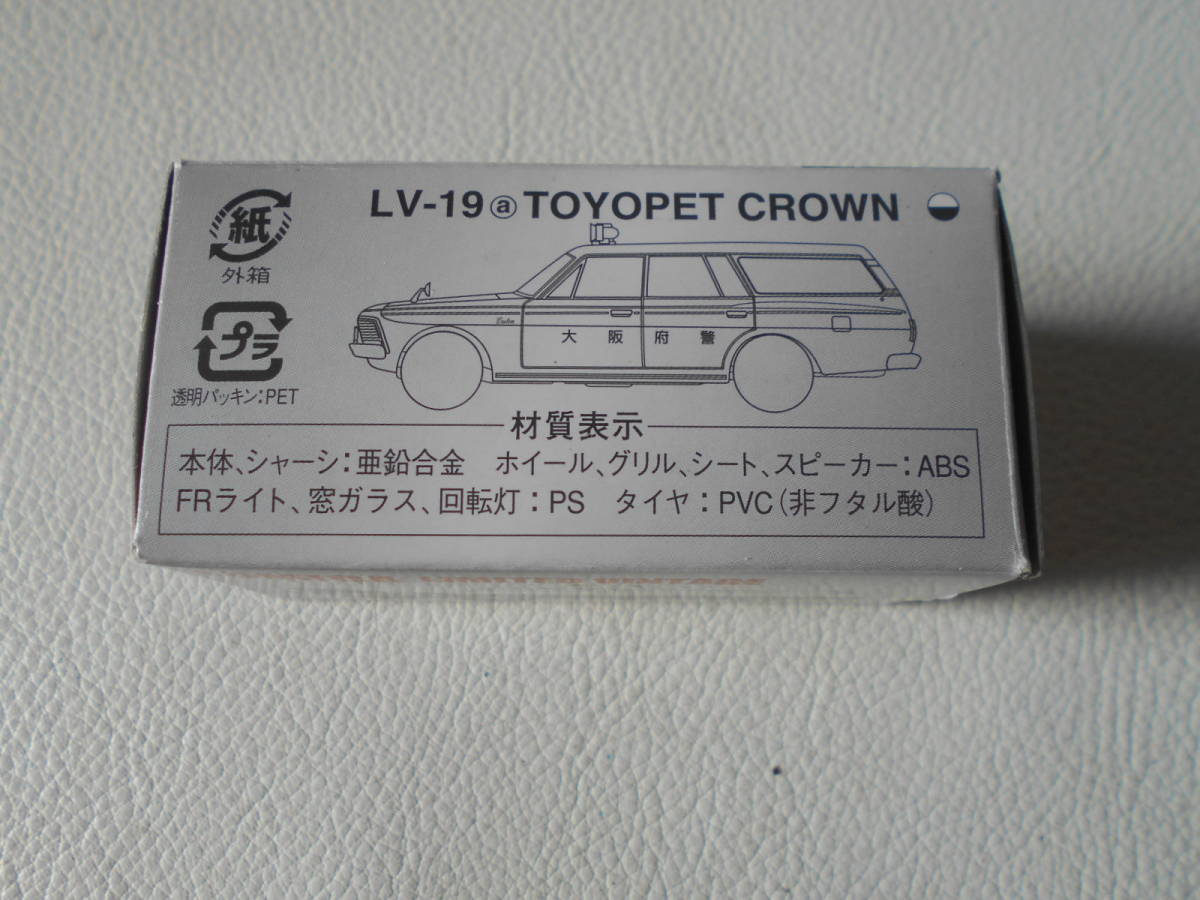 LV-19 ⓐ TOYOPET CROWN
紙
外箱
プラ
透明パッキン:PET
大阪府警
材質表示
本体、シャーシ:亜鉛合金 ホイール、グリル、シート、スピーカー:ABS
FRライト、窓ガラス、回転灯:PS タイヤ:PVC(非フタル酸)
LIMITED VINTAGE